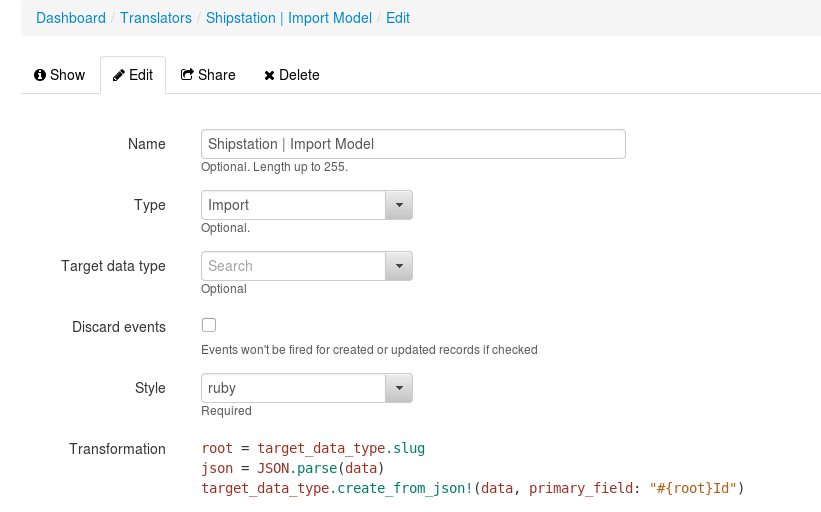 Dashboard / Translators / Shipstation | Import Model / Edit
Show Edit Share Delete
Name Shipstation | Import Model
Optional. Length up to 255.
Type Import
Optional.
Target data type Search
Optional
Discard events
Events won't be fired for created or updated records if checked
Style ruby
Required
Transformation root = target_data_type.slug
json = JSON.parse(data)
target_data_type.create_from_json!(data, primary_field: "#{root}Id")